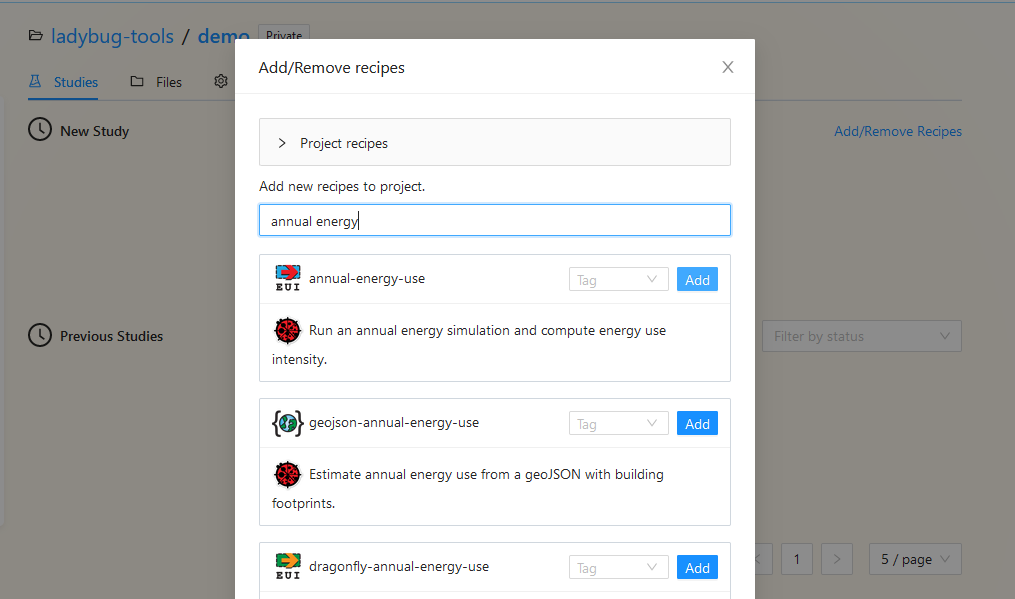 ladybug-tools / demo Private
Add/Remove recipes
Studies Files
New Study
Add/Remove Recipes
Project recipes
Add new recipes to project.
annual energy
EUI annual-energy-use Tag Add
Run an annual energy simulation and compute energy use
intensity.
Previous Studies
Filter by status
{ } geojson-annual-energy-use Tag Add
Estimate annual energy use from a geoJSON with building
footprints.
EUI dragonfly-annual-energy-use Tag Add
< 1 > 5 / page